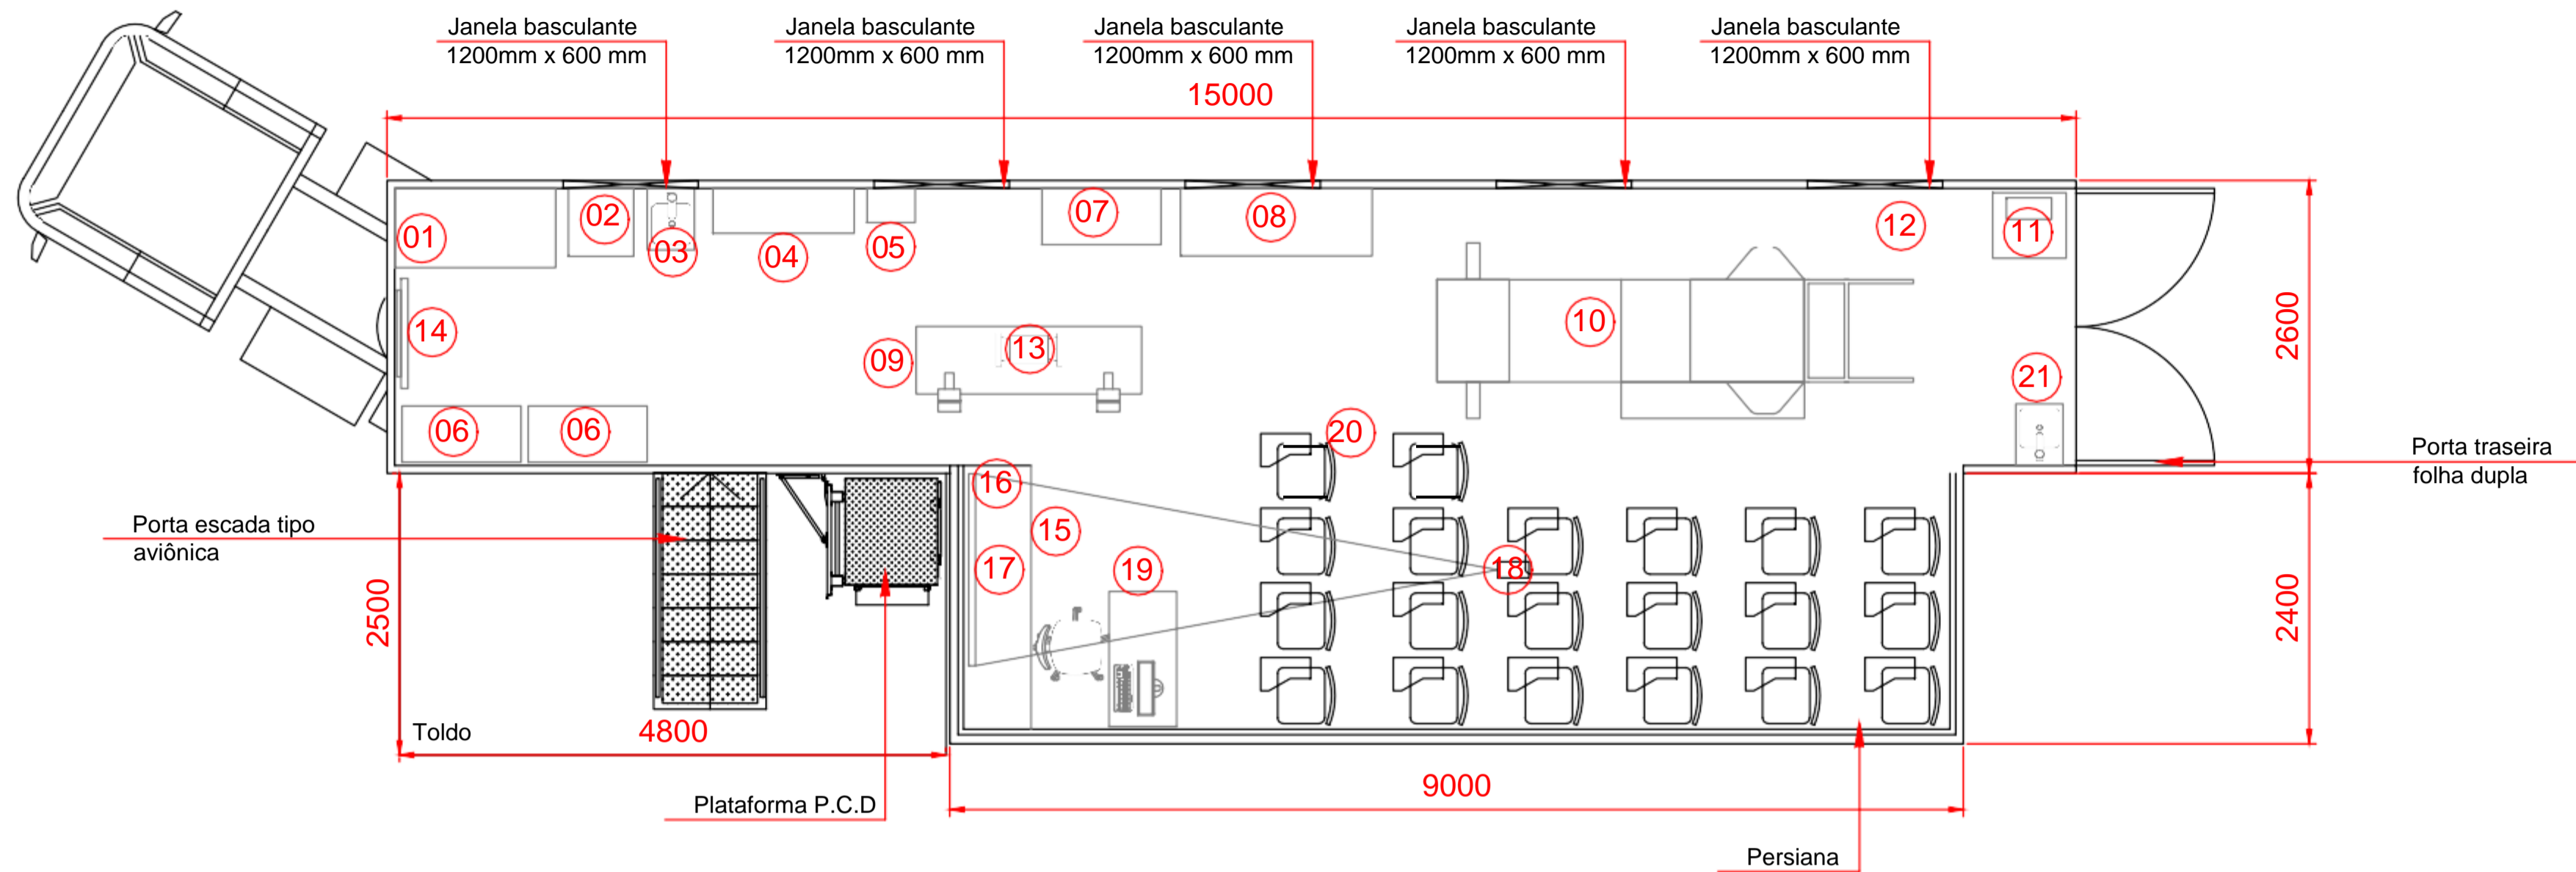 Janela basculante
1200mm x 600 mm
Janela basculante
1200mm x 600 mm
Janela basculante
1200mm x 600 mm
Janela basculante
1200mm x 600 mm
Janela basculante
1200mm x 600 mm
15000
01
02
03
04
05
07
08
12
11
14
09
13
10
2600
21
06
06
20
Porta traseira
folha dupla
16
Porta escada tipo
aviônica
15
17
19
18
2500
2400
Toldo
4800
9000
Plataforma P.C.D
Persiana